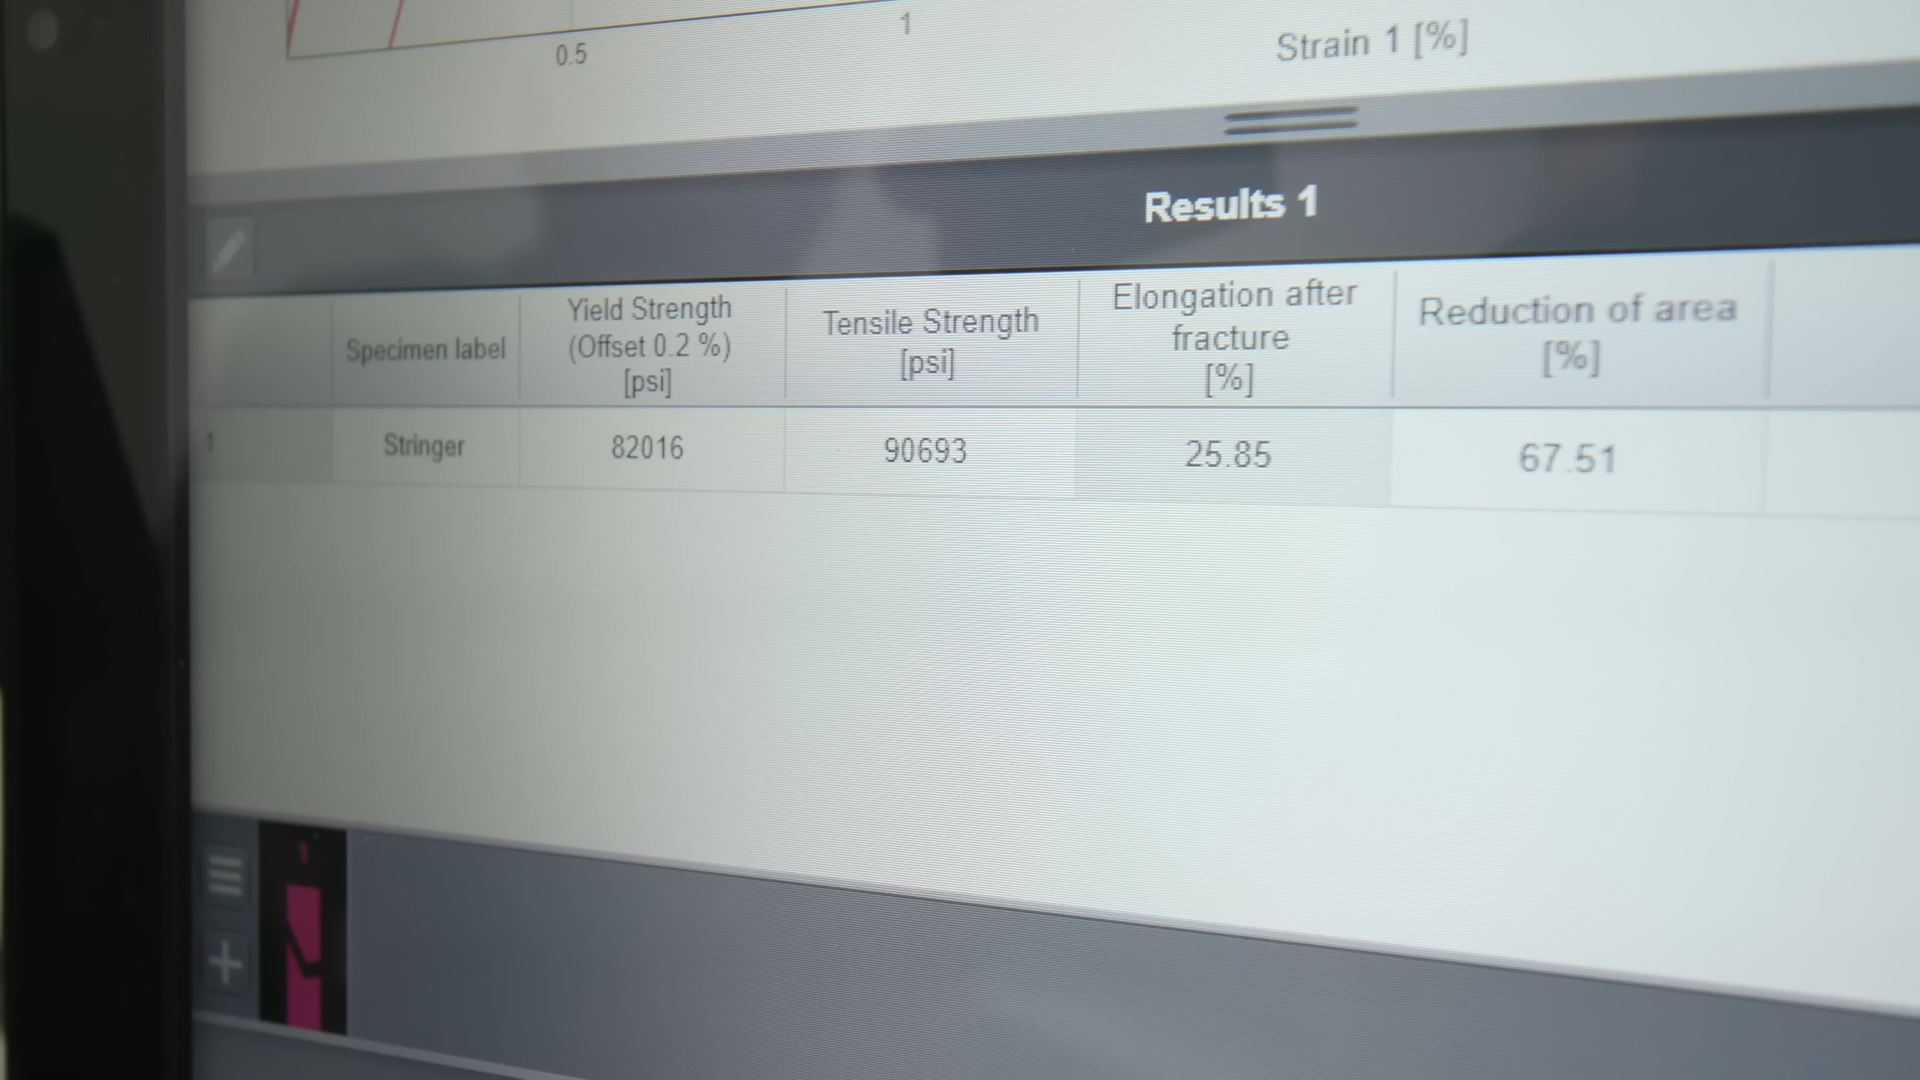 0.5
1
Strain 1 [%]
Results 1
Specimen label
Yield Strength
(Offset 0.2 %)
[psi]
Tensile Strength
[psi]
Elongation after
fracture
[%]
Reduction of area
[%]
1
Stringer
82016
90693
25.85
67.51
1